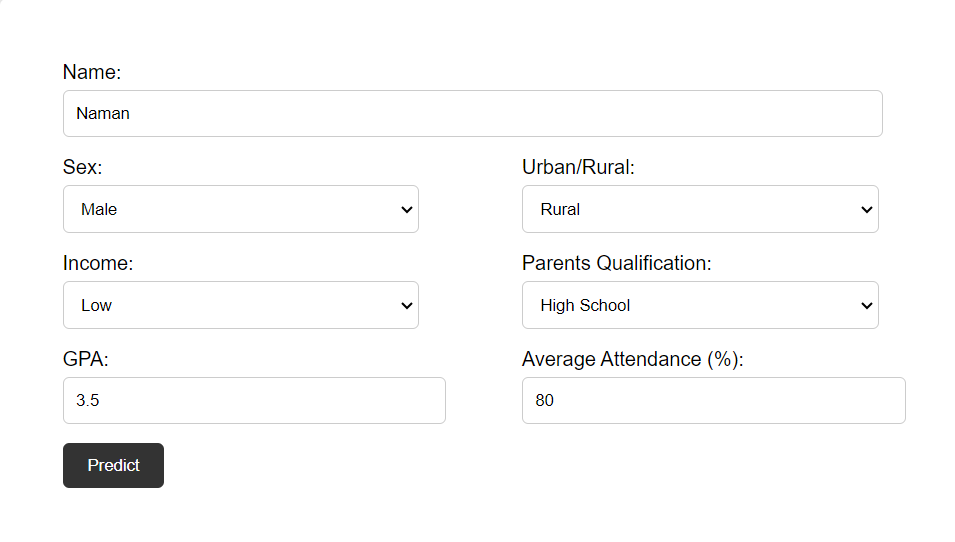 Name:
Naman
Sex: Urban/Rural:
Male Rural
Income: Parents Qualification:
Low High School
GPA: Average Attendance (%):
3.5 80
Predict